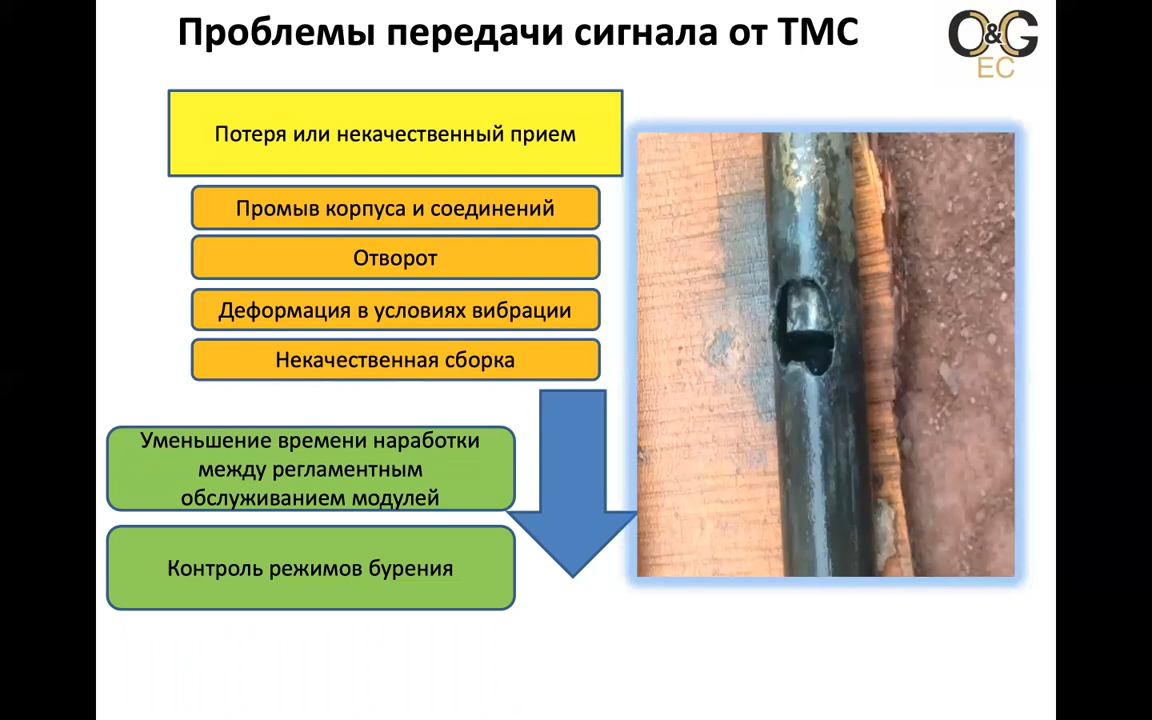 Проблемы передачи сигнала от ТМС
O&G
EC
Потеря или некачественный прием
Промыв корпуса и соединений
Отворот
Деформация в условиях вибрации
Некачественная сборка
Уменьшение времени наработки
между регламентным
обслуживанием модулей
Контроль режимов бурения